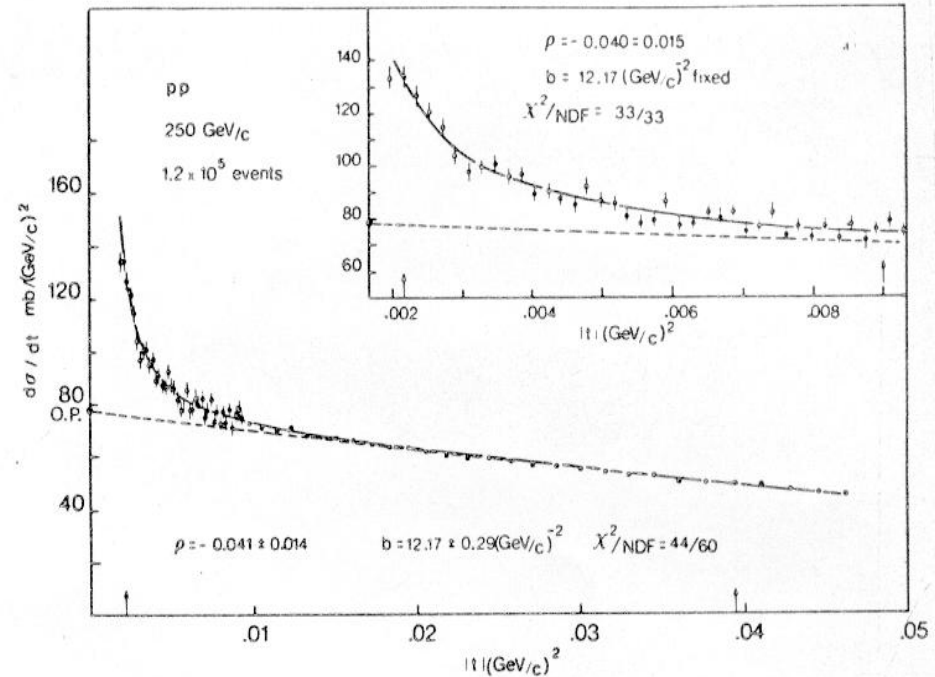 pp
250 GeV/c
1.2 x 10^5 events
ρ = - 0.040 = 0.015
b = 12.17 (GeV/c)^-2 fixed
χ^2/NDF = 33/33
140
120
100
80
60
.002
.004
.006
.008
|t| (GeV/c)^2
dσ/dt mb/(GeV/c)^2
160
120
80
O.P.
40
ρ = - 0.041 ± 0.014
b = 12.17 ± 0.29 (GeV/c)^-2
χ^2/NDF = 44/60
.01
.02
.03
.04
.05
|t| (GeV/c)^2